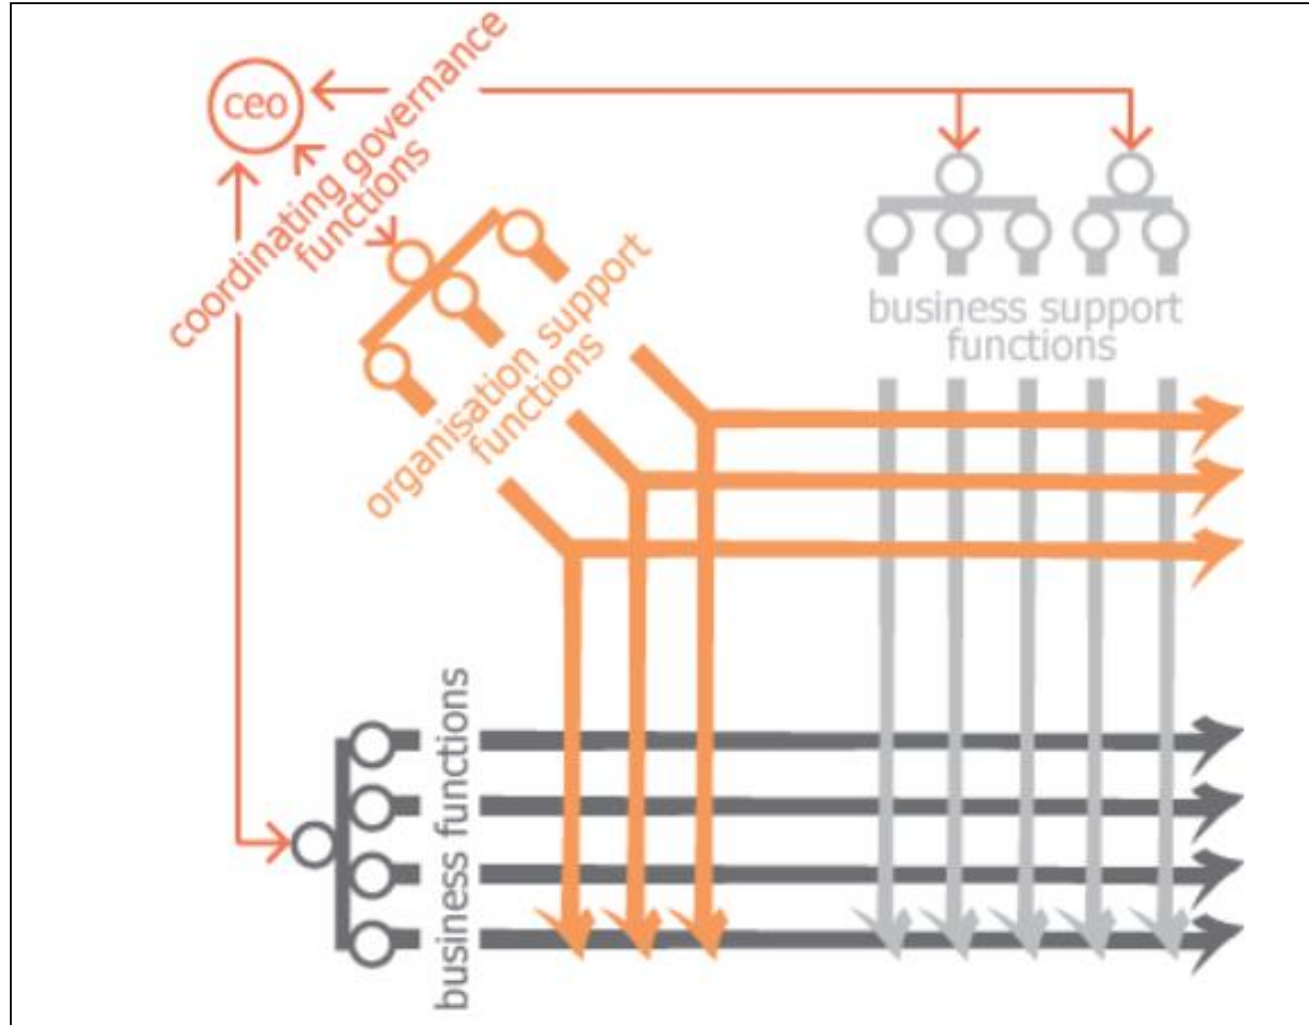 ceo
coordinating governance
functions
organisation support
functions
business support
functions
business functions